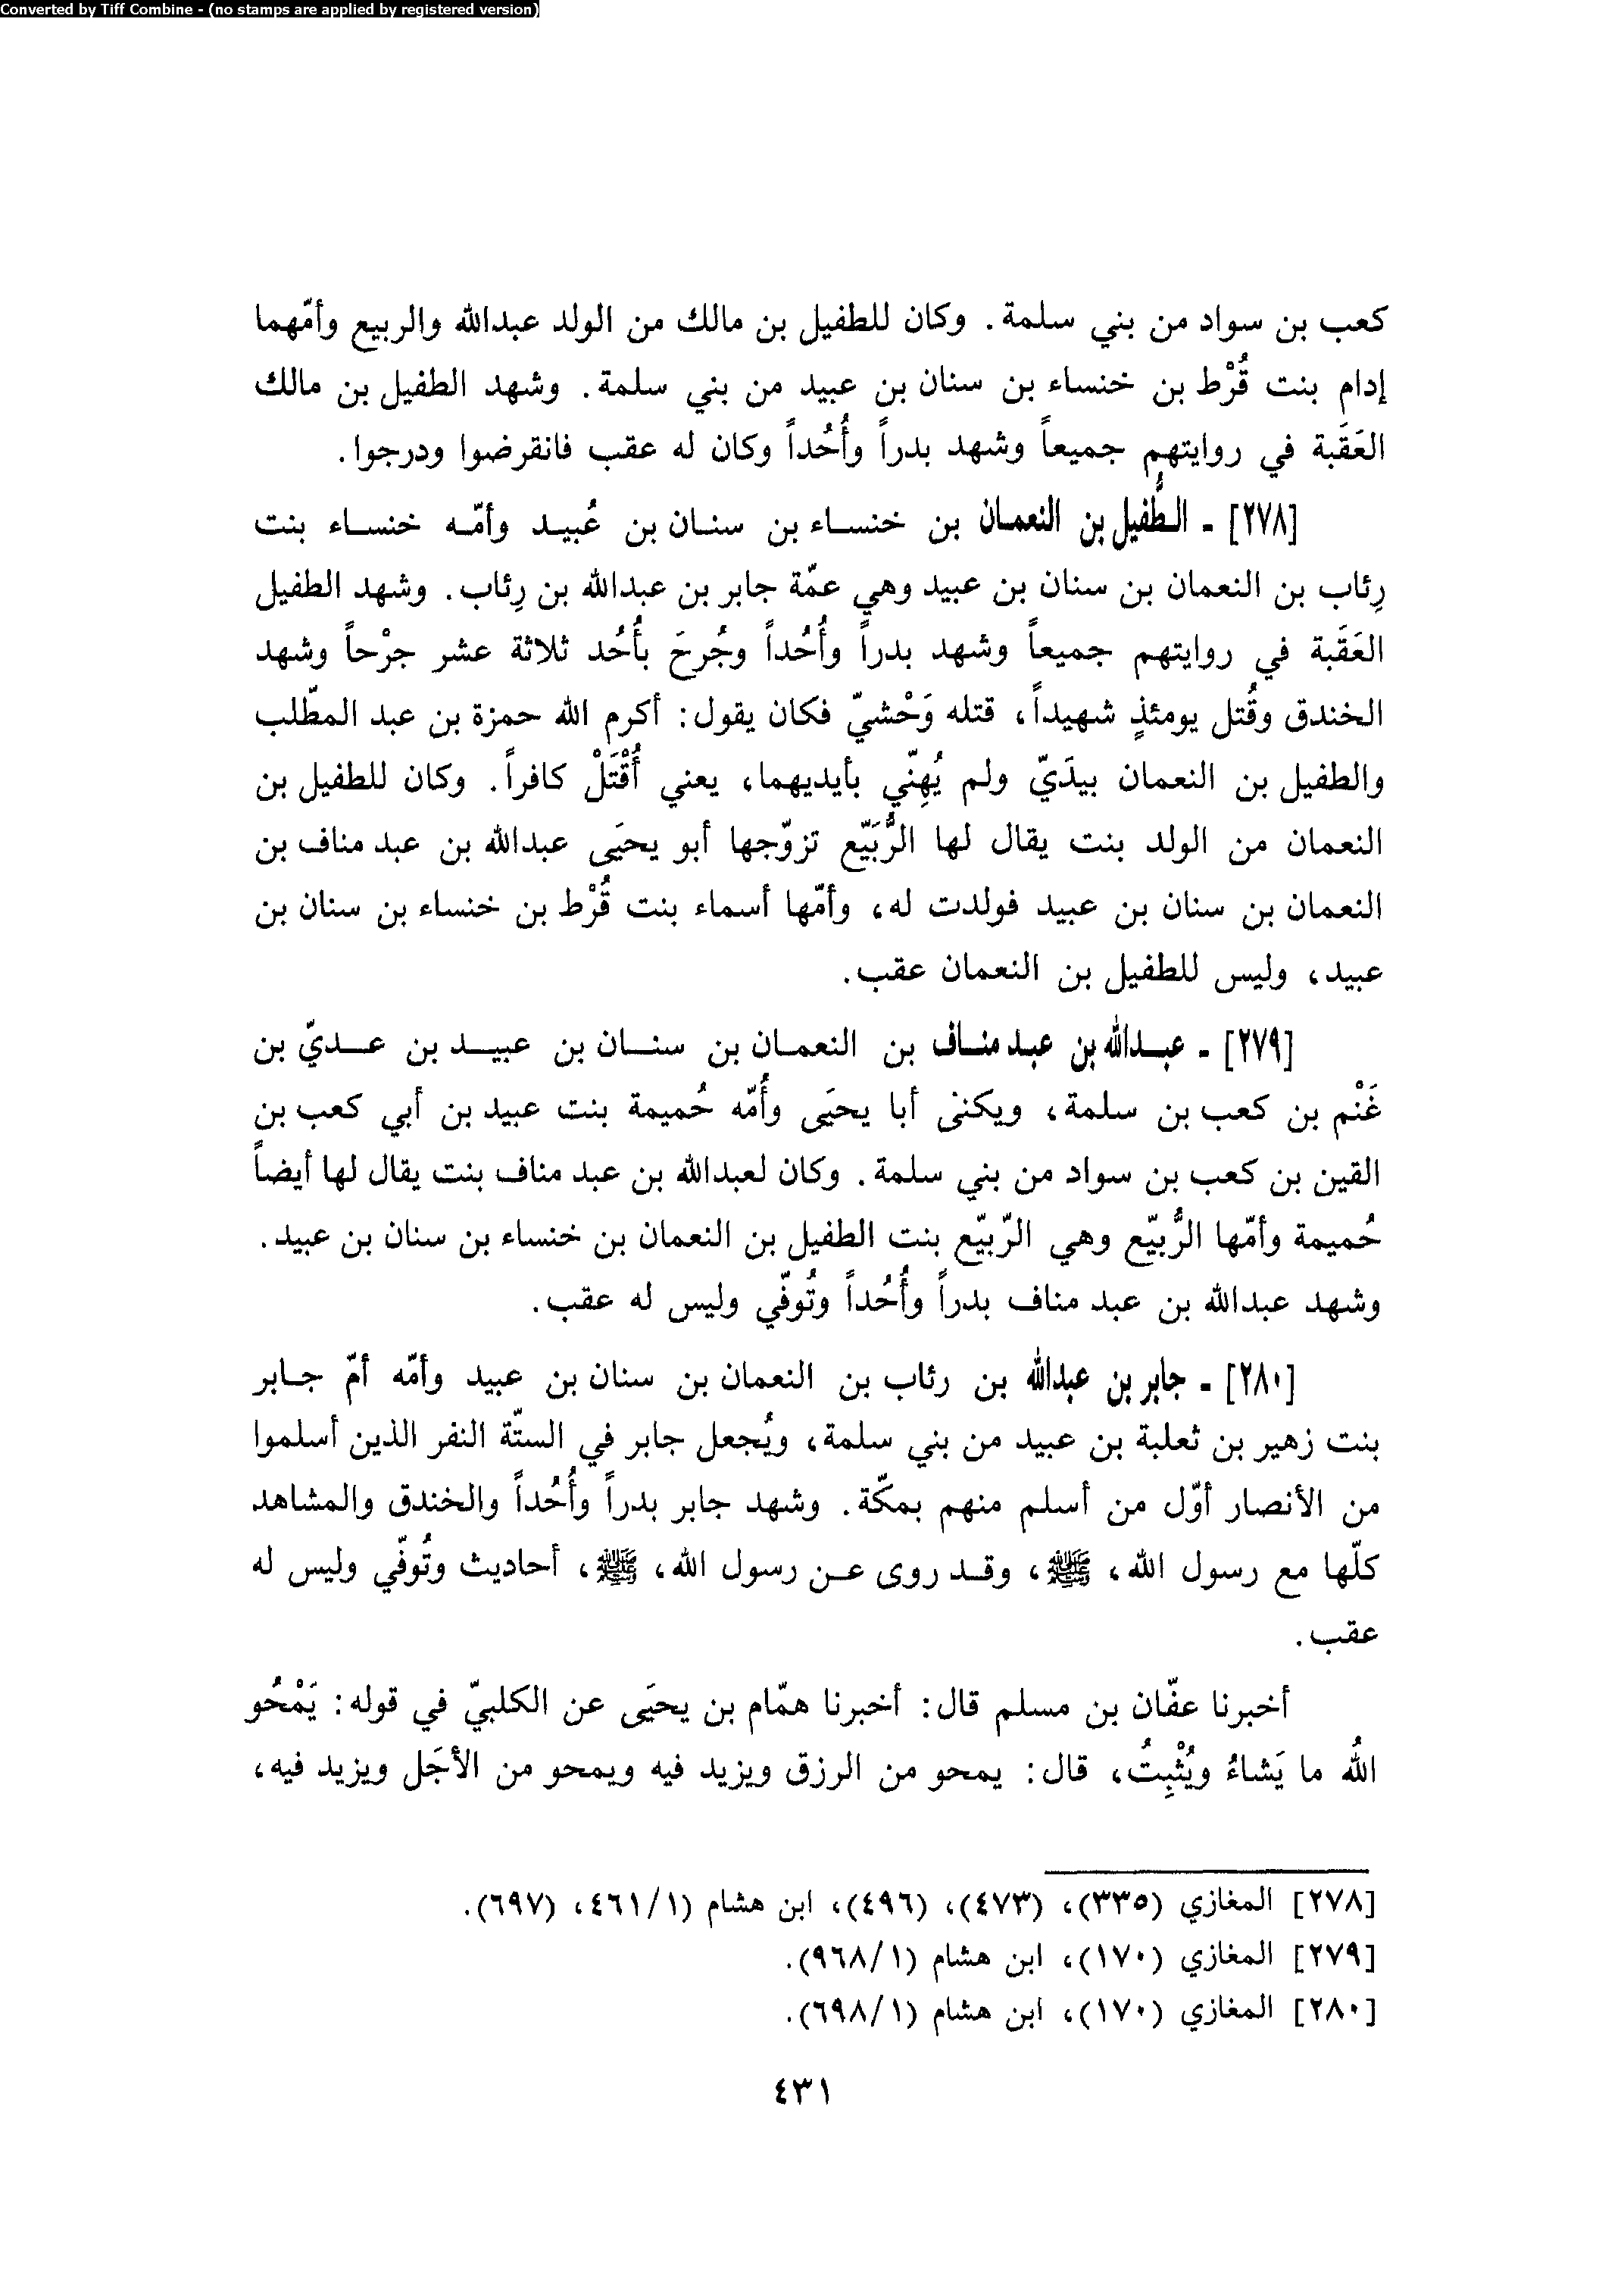 Converted by Tiff Combine - (no stamps are applied by registered version)
كعب بن سواد من بني سلمة. وكان للطفيل بن مالك من الولد عبدالله والربيع وأمّهما
إدام بنت قُرْط بن خنساء بن سنان بن عبيد من بني سلمة. وشهد الطفيل بن مالك
العَقَبة في روايتهم جميعاً وشهد بدراً وأُحُداً وكان له عقب فانقرضوا ودرجوا.
[٢٧٨] - الطُّفيل بن النعمان بن خنساء بن سنان بن عُبيد وأمّه خنساء بنت
رِئاب بن النعمان بن سنان بن عبيد وهي عمّة جابر بن عبدالله بن رِئاب. وشهد الطفيل
العَقَبة في روايتهم جميعاً وشهد بدراً وأُحُداً وجُرِحَ بأُحُد ثلاثة عشر جرْحاً وشهد
الخندق وقُتل يومئذٍ شهيداً، قتله وَحْشيّ فكان يقول: أكرم الله حمزة بن عبد المطّلب
والطفيل بن النعمان بيدَيّ ولم يُهِنّي بأيديهما، يعني أُقْتَلْ كافراً. وكان للطفيل بن
النعمان من الولد بنت يقال لها الرُّبَيّع تزوّجها أبو يحيَى عبدالله بن عبد مناف بن
النعمان بن سنان بن عبيد فولدت له، وأمّها أسماء بنت قُرْط بن خنساء بن سنان بن
عبيد، وليس للطفيل بن النعمان عقب.
[٢٧٩] - عبدالله بن عبد مناف بن النعمان بن سنان بن عبيد بن عديّ بن
غَنْم بن كعب بن سلمة، ويكنى أبا يحيَى وأُمّه حُميمة بنت عبيد بن أبي كعب بن
القين بن كعب بن سواد من بني سلمة. وكان لعبدالله بن عبد مناف بنت يقال لها أيضاً
حُميمة وأمّها الرُّبيّع وهي الرّبيّع بنت الطفيل بن النعمان بن خنساء بن سنان بن عبيد.
وشهد عبدالله بن عبد مناف بدراً وأُحُداً وتُوفّي وليس له عقب.
[٢٨٠] - جابر بن عبدالله بن رئاب بن النعمان بن سنان بن عبيد وأمّه أمّ جابر
بنت زهير بن ثعلبة بن عبيد من بني سلمة، ويُجعل جابر في الستّة النفر الذين أسلموا
من الأنصار أوّل من أسلم منهم بمكّة. وشهد جابر بدراً وأُحُداً والخندق والمشاهد
كلّها مع رسول الله، ﷺ، وقد روى عن رسول الله، ﷺ، أحاديث وتُوفّي وليس له
عقب.
أخبرنا عفّان بن مسلم قال: أخبرنا همّام بن يحيَى عن الكلبيّ في قوله: يَمْحُو
اللهُ ما يَشاءُ ويُثْبِتُ، قال: يمحو من الرزق ويزيد فيه ويمحو من الأجَل ويزيد فيه،
[٢٧٨] المغازي (٣٣٥)، (٤٧٣)، (٤٩٦)، ابن هشام (٤٦١/١، (٦٩٧).
[٢٧٩] المغازي (١٧٠)، ابن هشام (٩٦٨/١).
[٢٨٠] المغازي (١٧٠)، ابن هشام (٦٩٨/١).
٤٣١